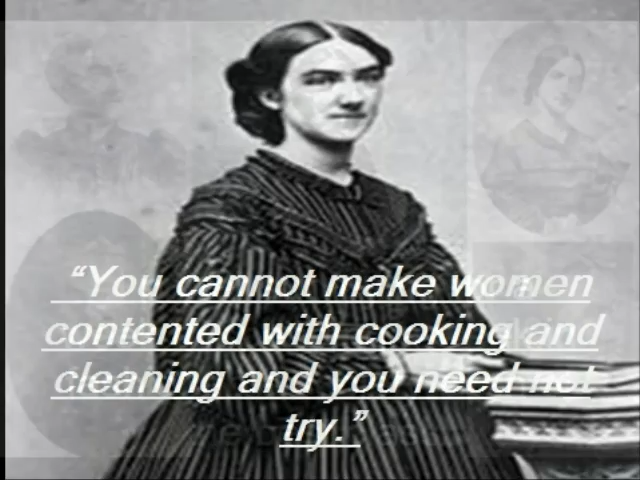 “You cannot make women
contented with cooking and
cleaning and you need not
try.”